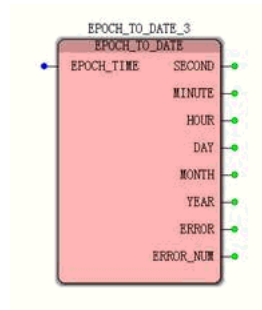 EPOCH_TO_DATE_3
EPOCH_TO_DATE
EPOCH_TIME SECOND
MINUTE
HOUR
DAY
MONTH
YEAR
ERROR
ERROR_NUM